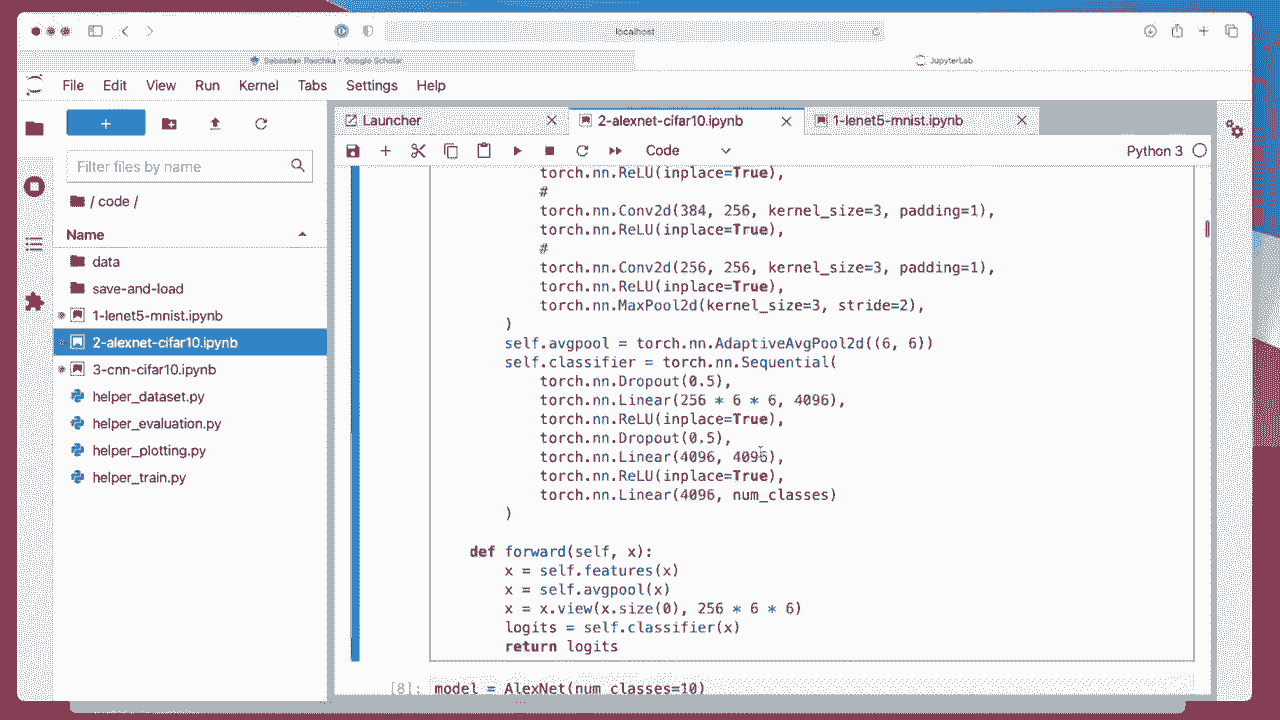 localhost
Sebastian Raschka - Google Scholar
JupyterLab
File Edit View Run Kernel Tabs Settings Help
Launcher
2-alexnet-cifar10.ipynb
1-lenet5-mnist.ipynb
Filter files by name
Code
Python 3
/ code /
Name
data
save-and-load
1-lenet5-mnist.ipynb
2-alexnet-cifar10.ipynb
3-cnn-cifar10.ipynb
helper_dataset.py
helper_evaluation.py
helper_plotting.py
helper_train.py
torch.nn.ReLU(inplace=True),
#
torch.nn.Conv2d(384, 256, kernel_size=3, padding=1),
torch.nn.ReLU(inplace=True),
#
torch.nn.Conv2d(256, 256, kernel_size=3, padding=1),
torch.nn.ReLU(inplace=True),
torch.nn.MaxPool2d(kernel_size=3, stride=2),
)
self.avgpool = torch.nn.AdaptiveAvgPool2d((6, 6))
self.classifier = torch.nn.Sequential(
torch.nn.Dropout(0.5),
torch.nn.Linear(256 * 6 * 6, 4096),
torch.nn.ReLU(inplace=True),
torch.nn.Dropout(0.5),
torch.nn.Linear(4096, 4096),
torch.nn.ReLU(inplace=True),
torch.nn.Linear(4096, num_classes)
)
def forward(self, x):
x = self.features(x)
x = self.avgpool(x)
x = x.view(x.size(0), 256 * 6 * 6)
logits = self.classifier(x)
return logits
[8]: model = AlexNet(num_classes=10)